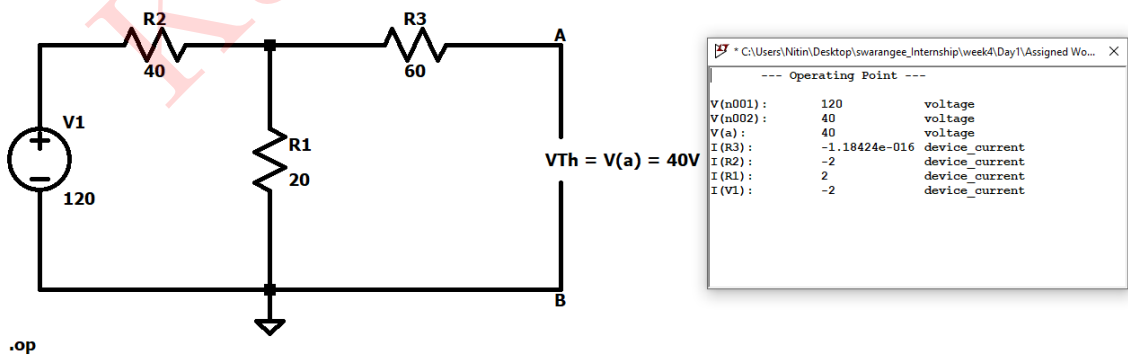 R2
40
R3
60
A
V1
120
R1
20
VTh = V(a) = 40V
B
.op
* C:\Users\Nitin\Desktop\swarangee_Internship\week4\Day1\Assigned Wo...
--- Operating Point ---
V(n001): 120 voltage
V(n002): 40 voltage
V(a): 40 voltage
I(R3): -1.18424e-016 device_current
I(R2): -2 device_current
I(R1): 2 device_current
I(V1): -2 device_current